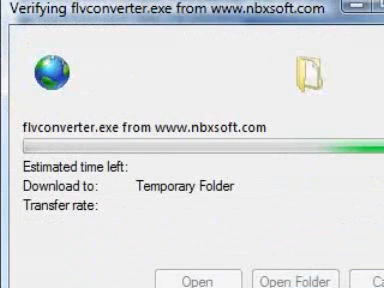 Verifying flvconverter.exe from www.nbxsoft.com
flvconverter.exe from www.nbxsoft.com
Estimated time left:
Download to: Temporary Folder
Transfer rate:
Open Open Folder Ca